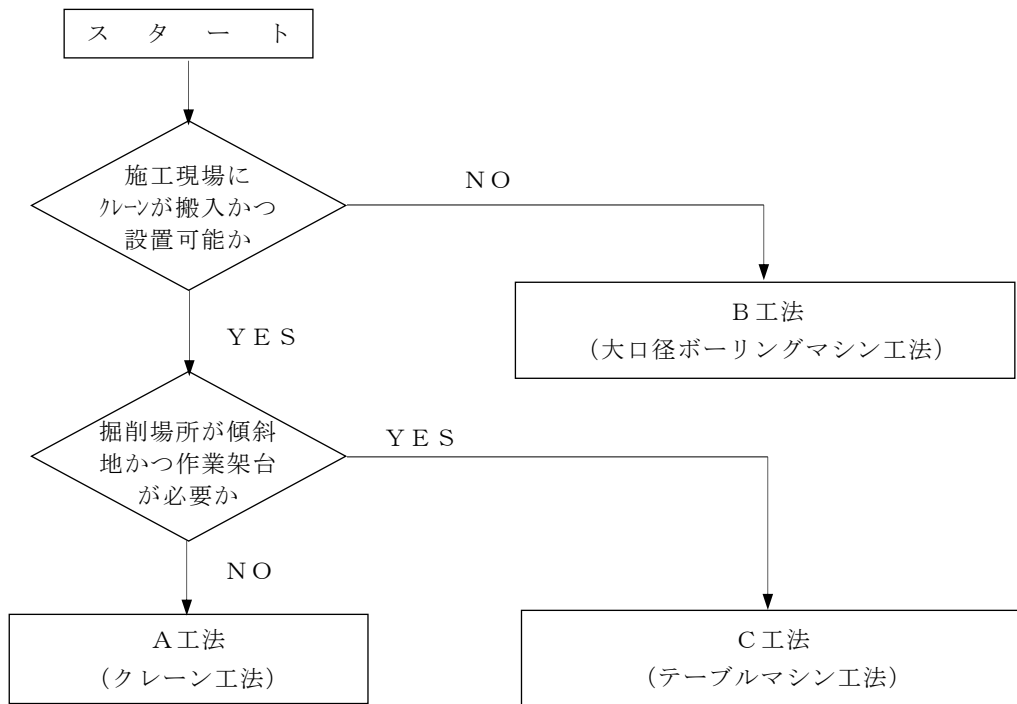 スタート
施工現場に
クレーンが搬入かつ
設置可能か
NO
B工法
(大口径ボーリングマシン工法)
YES
掘削場所が傾斜
地かつ作業架台
が必要か
YES
NO
A工法
(クレーン工法)
C工法
(テーブルマシン工法)